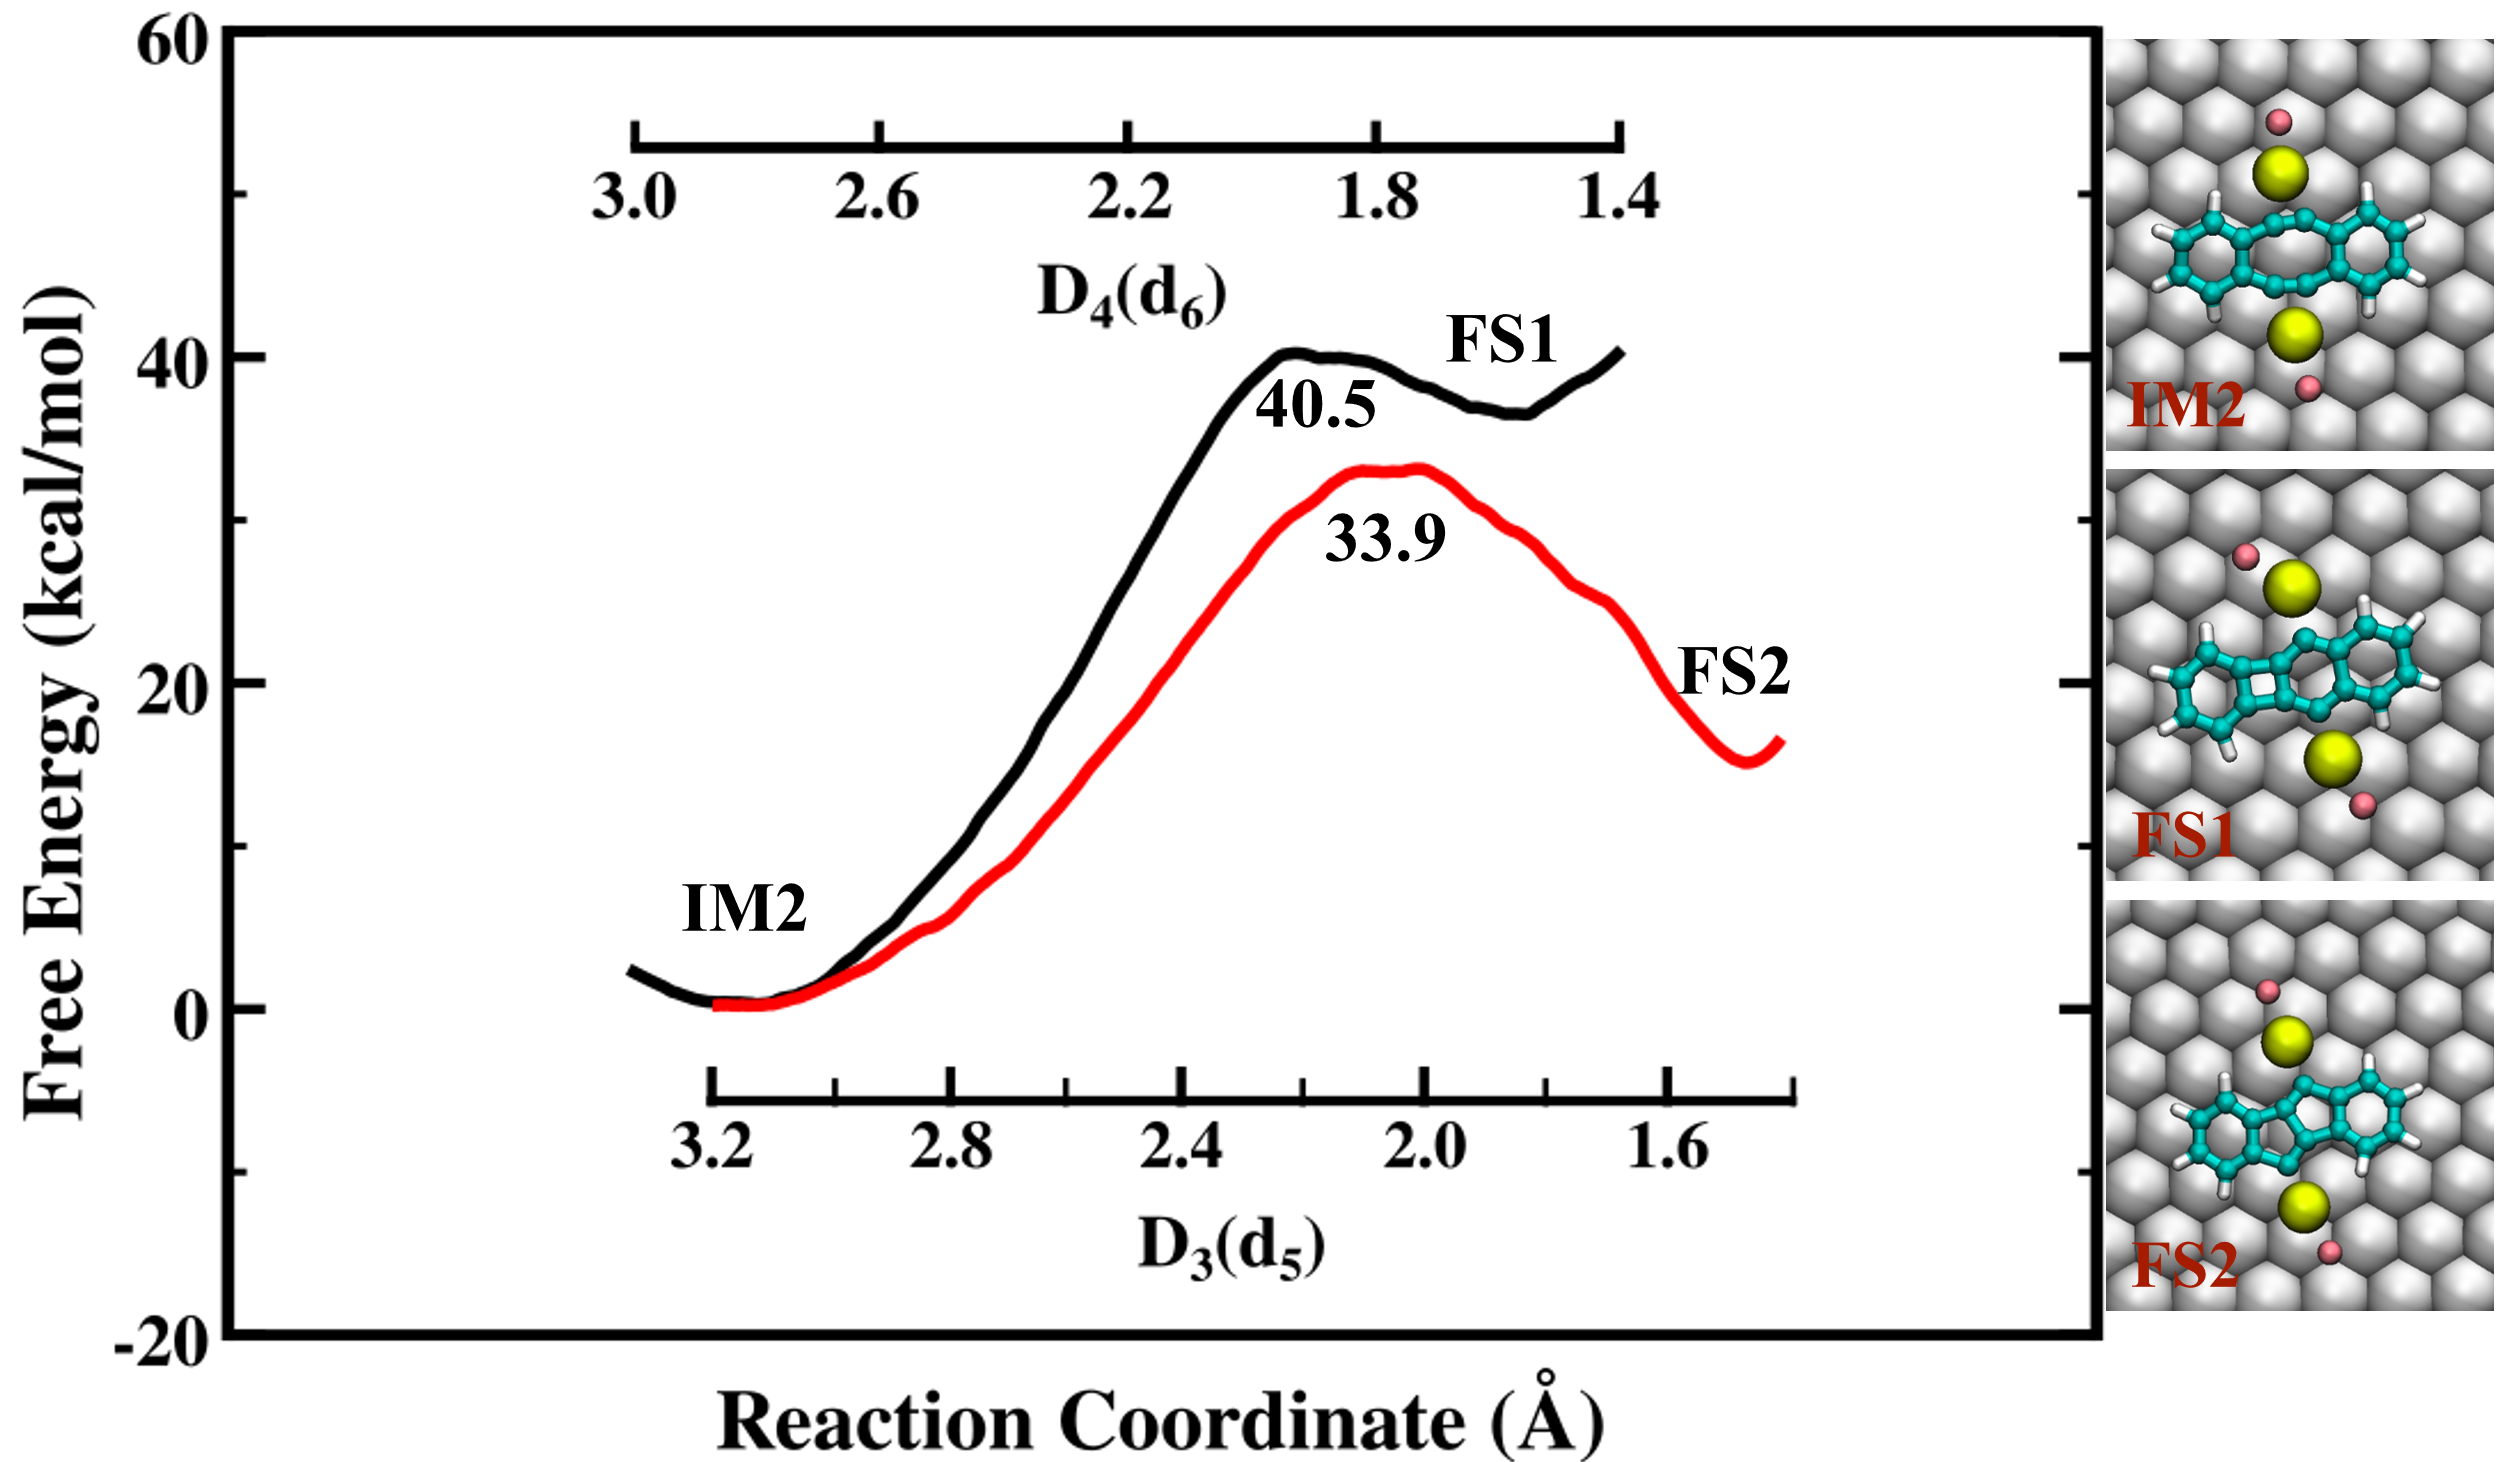 60
40
20
0
-20
Free Energy (kcal/mol)
3.0 2.6 2.2 1.8 1.4
D₄(d₆)
FS1
40.5
33.9
FS2
IM2
3.2 2.8 2.4 2.0 1.6
D₃(d₅)
Reaction Coordinate (Å)
IM2
FS1
FS2